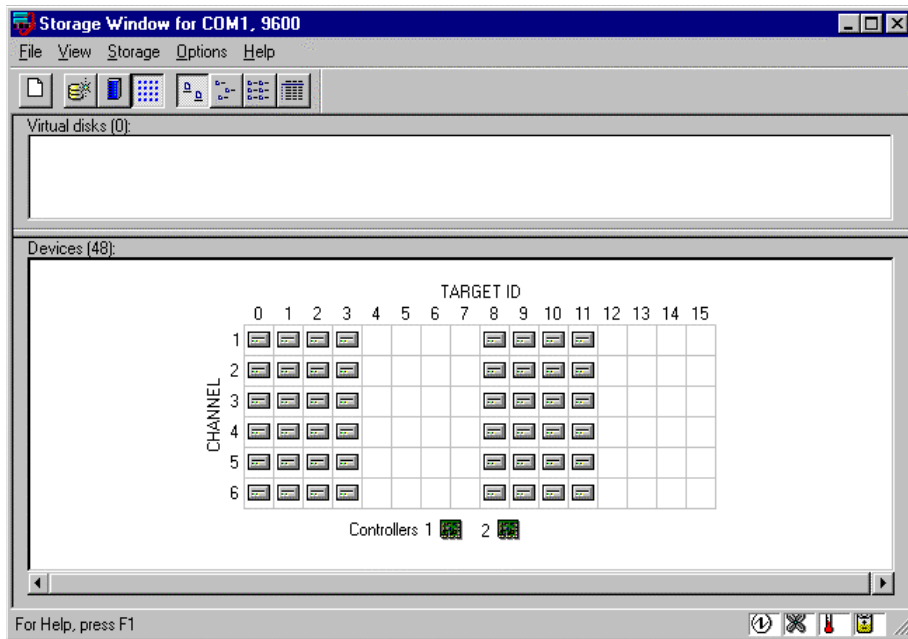 Storage Window for COM1, 9600
File View Storage Options Help
Virtual disks (0):
Devices (48):
TARGET ID
0 1 2 3 4 5 6 7 8 9 10 11 12 13 14 15
CHANNEL
1
2
3
4
5
6
Controllers 1 2
For Help, press F1